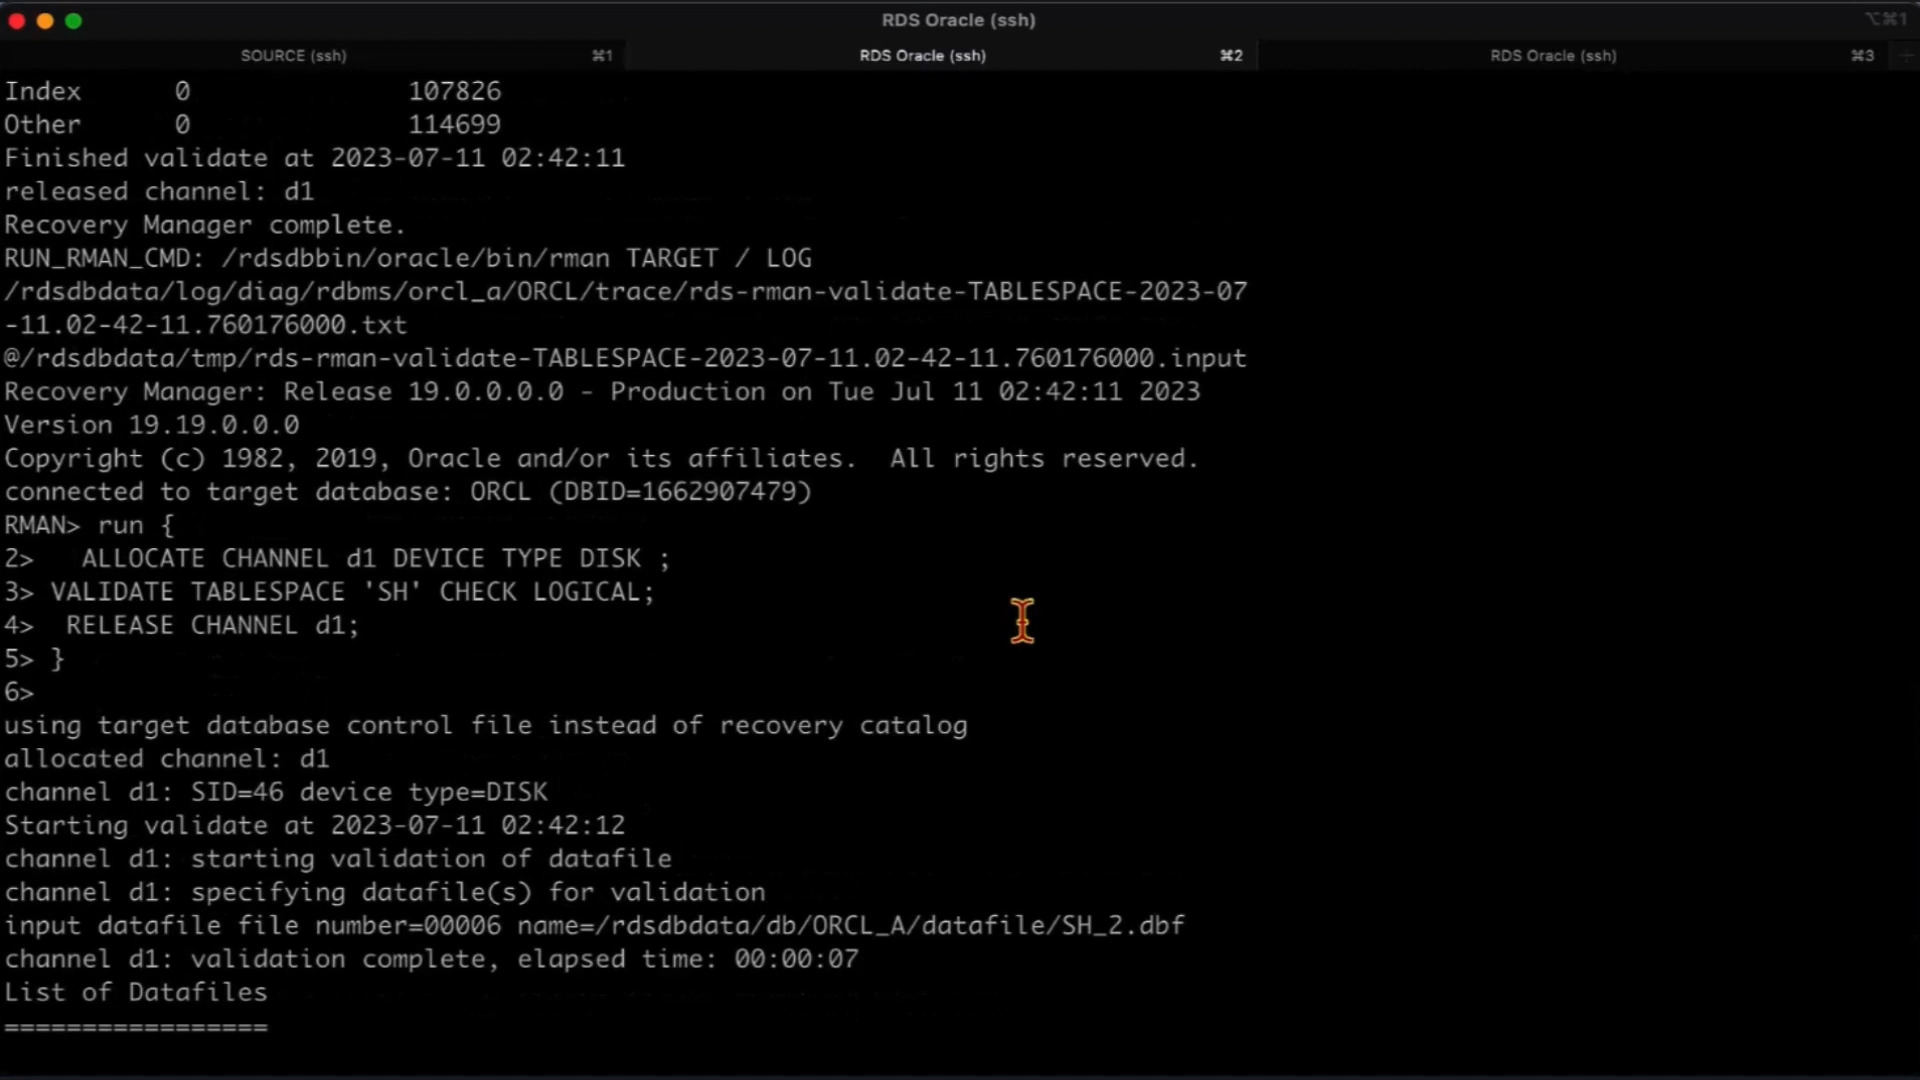 RDS Oracle (ssh)
⌥⌘1
SOURCE (ssh) ⌘1 RDS Oracle (ssh) ⌘2 RDS Oracle (ssh) ⌘3 +
Index 0 107826
Other 0 114699
Finished validate at 2023-07-11 02:42:11
released channel: d1
Recovery Manager complete.
RUN_RMAN_CMD: /rdsdbbin/oracle/bin/rman TARGET / LOG
/rdsdbdata/log/diag/rdbms/orcl_a/ORCL/trace/rds-rman-validate-TABLESPACE-2023-07
-11.02-42-11.760176000.txt
@/rdsdbdata/tmp/rds-rman-validate-TABLESPACE-2023-07-11.02-42-11.760176000.input
Recovery Manager: Release 19.0.0.0.0 - Production on Tue Jul 11 02:42:11 2023
Version 19.19.0.0.0
Copyright (c) 1982, 2019, Oracle and/or its affiliates.  All rights reserved.
connected to target database: ORCL (DBID=1662907479)
RMAN> run {
2>   ALLOCATE CHANNEL d1 DEVICE TYPE DISK ;
3> VALIDATE TABLESPACE 'SH' CHECK LOGICAL;
4>  RELEASE CHANNEL d1;
5> }
6>
using target database control file instead of recovery catalog
allocated channel: d1
channel d1: SID=46 device type=DISK
Starting validate at 2023-07-11 02:42:12
channel d1: starting validation of datafile
channel d1: specifying datafile(s) for validation
input datafile file number=00006 name=/rdsdbdata/db/ORCL_A/datafile/SH_2.dbf
channel d1: validation complete, elapsed time: 00:00:07
List of Datafiles
=================